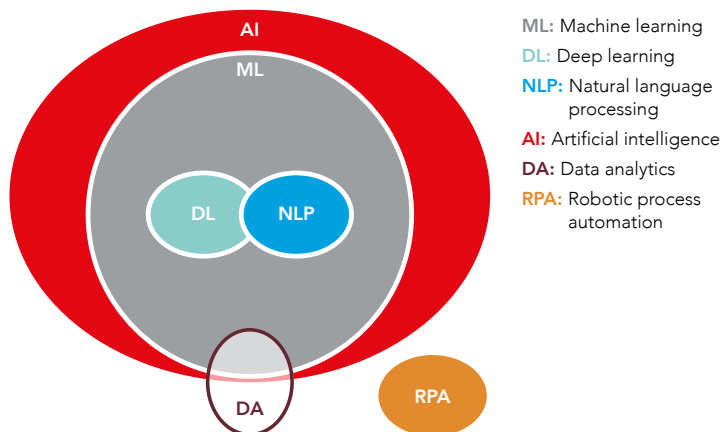 AI
ML
DL
NLP
DA
RPA
ML: Machine learning
DL: Deep learning
NLP: Natural language
processing
AI: Artificial intelligence
DA: Data analytics
RPA: Robotic process
automation